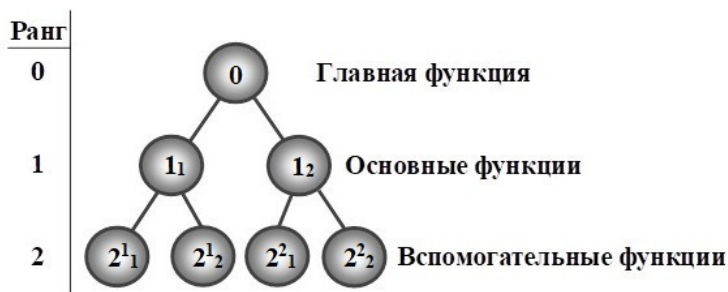 Ранг
0 0 Главная функция
1 1₁ 1₂ Основные функции
2 2¹₁ 2¹₂ 2²₁ 2²₂ Вспомогательные функции